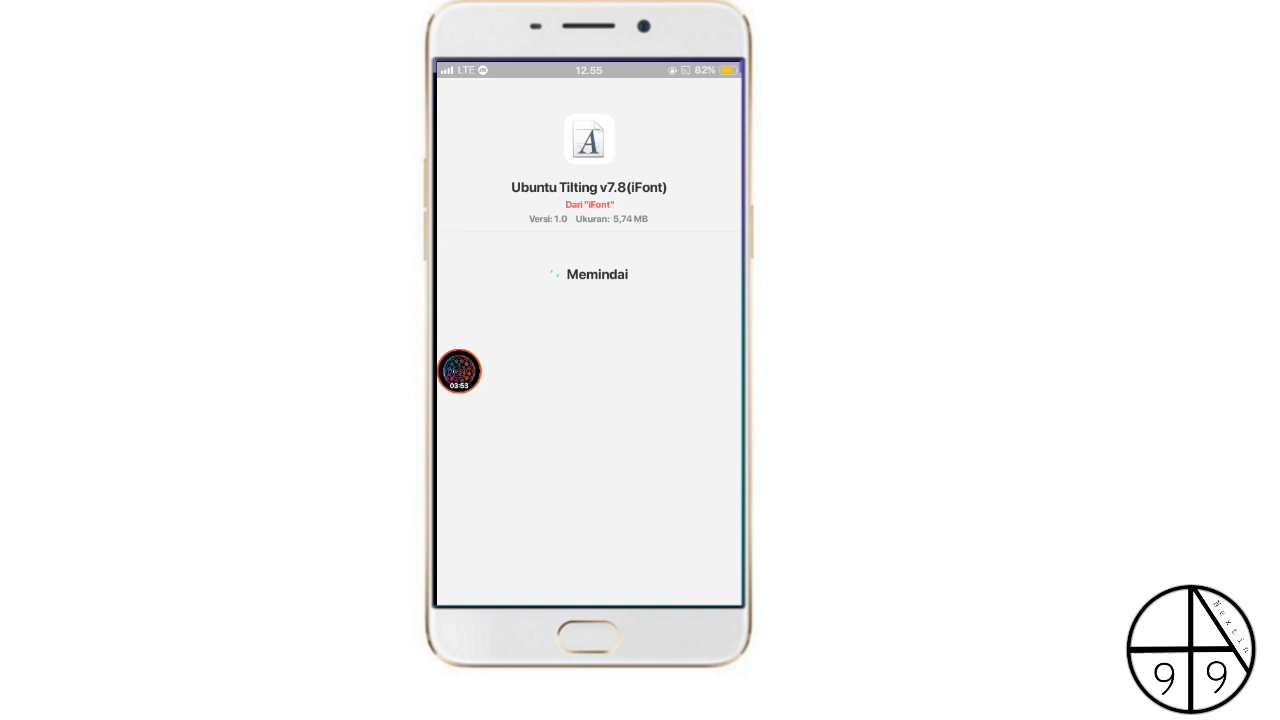 LTE 12.55 82%
A
Ubuntu Tilting v7.8(iFont)
Dari "iFont"
Versi: 1.0 Ukuran: 5,74 MB
Memindai
03:53
Nextin
9 9